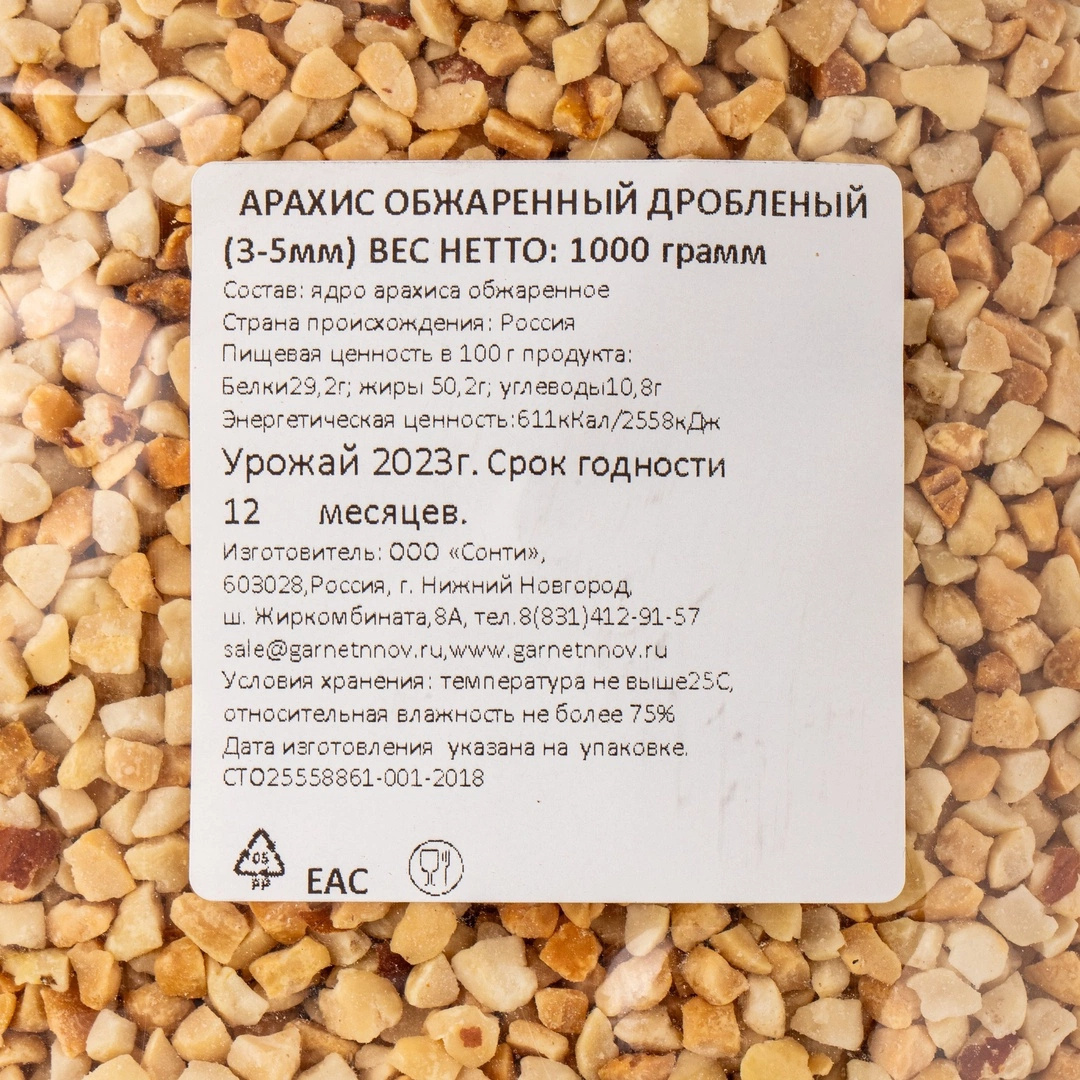 АРАХИС ОБЖАРЕННЫЙ ДРОБЛЕНЫЙ
(3-5мм) ВЕС НЕТТО: 1000 грамм
Состав: ядро арахиса обжаренное
Страна происхождения: Россия
Пищевая ценность в 100 г продукта:
Белки29,2г; жиры 50,2г; углеводы10,8г
Энергетическая ценность:611кКал/2558кДж
Урожай 2023г. Срок годности
12 месяцев.
Изготовитель: ООО «Сонти»,
603028,Россия, г. Нижний Новгород,
ш. Жиркомбината,8А, тел.8(831)412-91-57
sale@garnetnnov.ru,www.garnetnnov.ru
Условия хранения: температура не выше25С,
относительная влажность не более 75%
Дата изготовления указана на упаковке.
СТО25558861-001-2018
05
PP
ЕАС